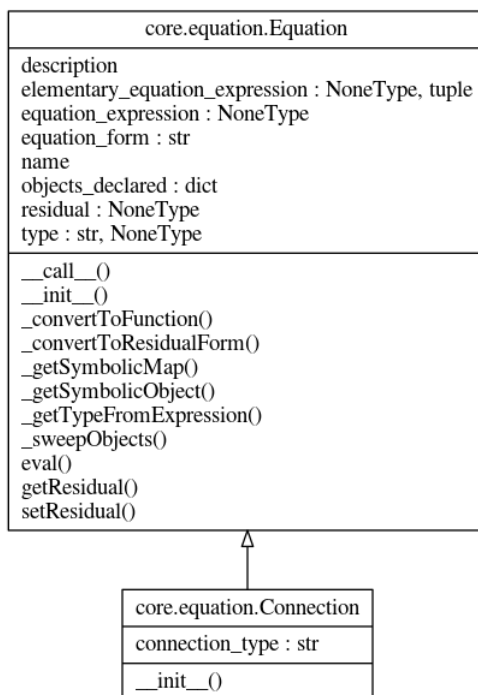 core.equation.Equation
description
elementary_equation_expression : NoneType, tuple
equation_expression : NoneType
equation_form : str
name
objects_declared : dict
residual : NoneType
type : str, NoneType
__call__()
__init__()
_convertToFunction()
_convertToResidualForm()
_getSymbolicMap()
_getSymbolicObject()
_getTypeFromExpression()
_sweepObjects()
eval()
getResidual()
setResidual()
core.equation.Connection
connection_type : str
__init__()